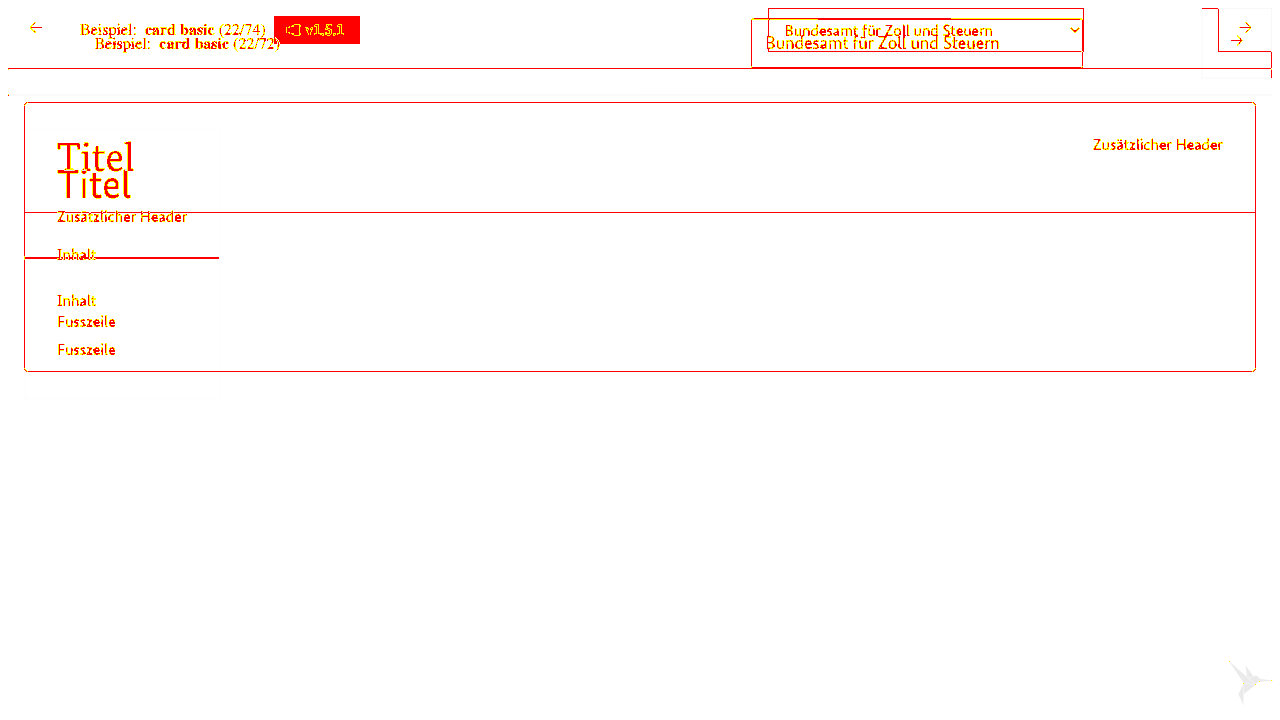 Beispiel: card basic (22/74) v1.5.1 Bundesamt für Zoll und Steuern
Beispiel: card basic (22/72) Bundesamt für Zoll und Steuern
Titel Zusätzlicher Header
Titel
Zusätzlicher Header
Inhalt
Inhalt
Fusszeile
Fusszeile